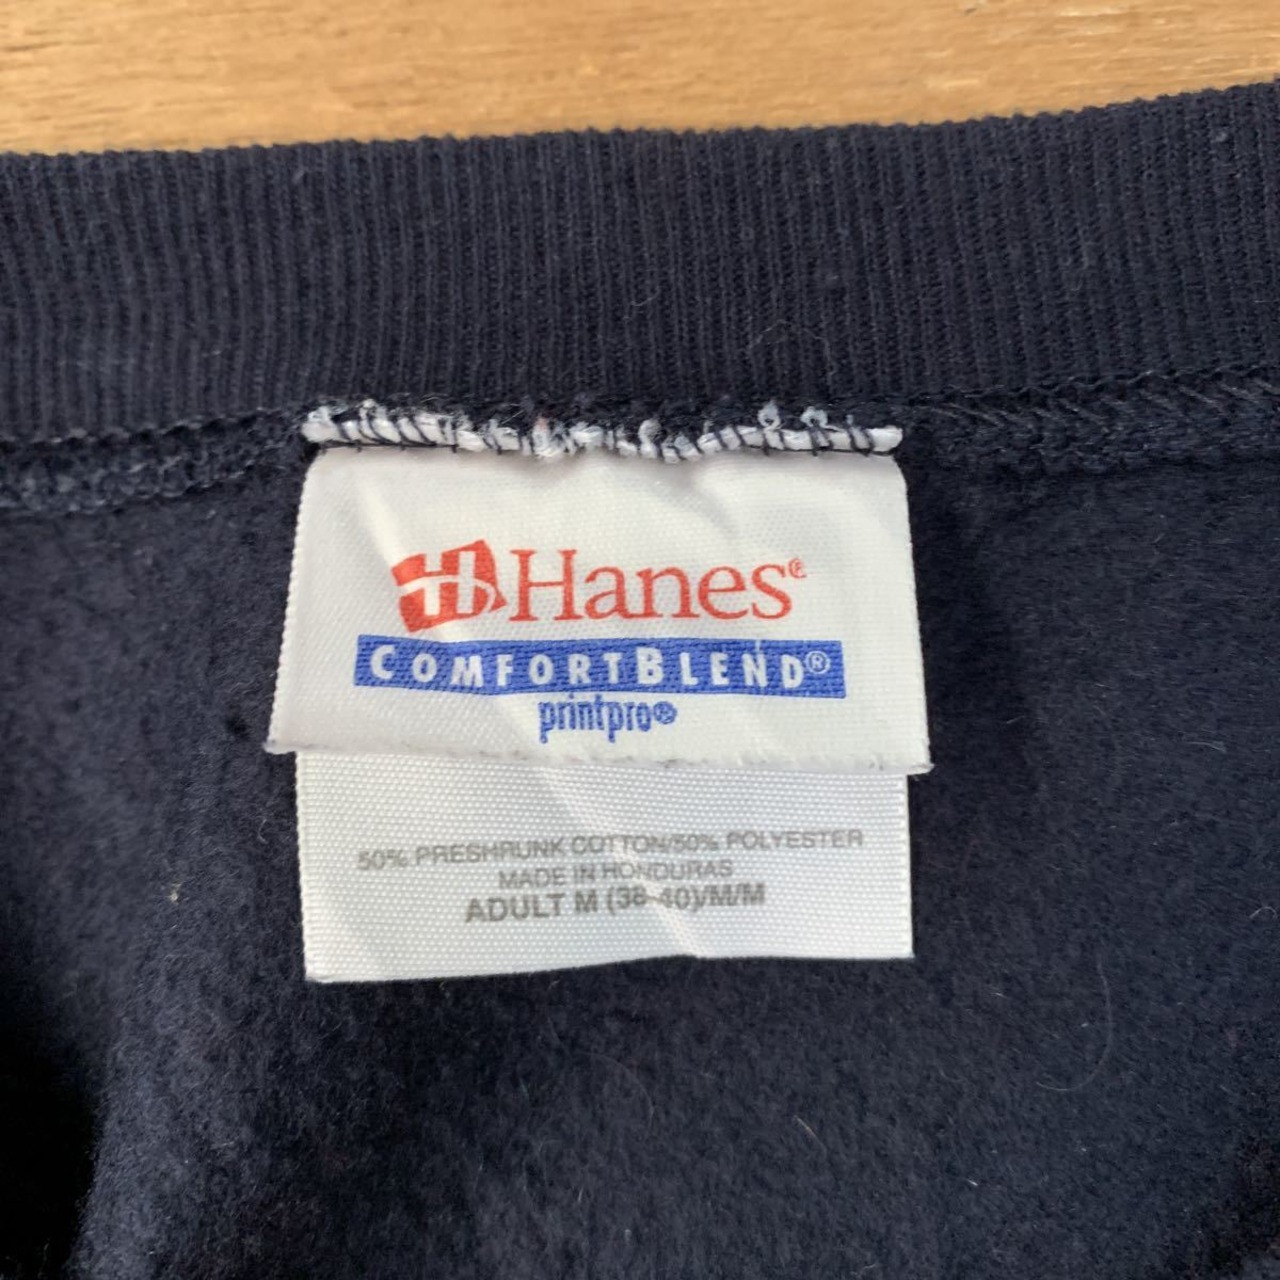 H Hanes®
COMFORTBLEND®
printpro®
50% PRESHRUNK COTTON/50% POLYESTER
MADE IN HONDURAS
ADULT M (38-40)/M/M